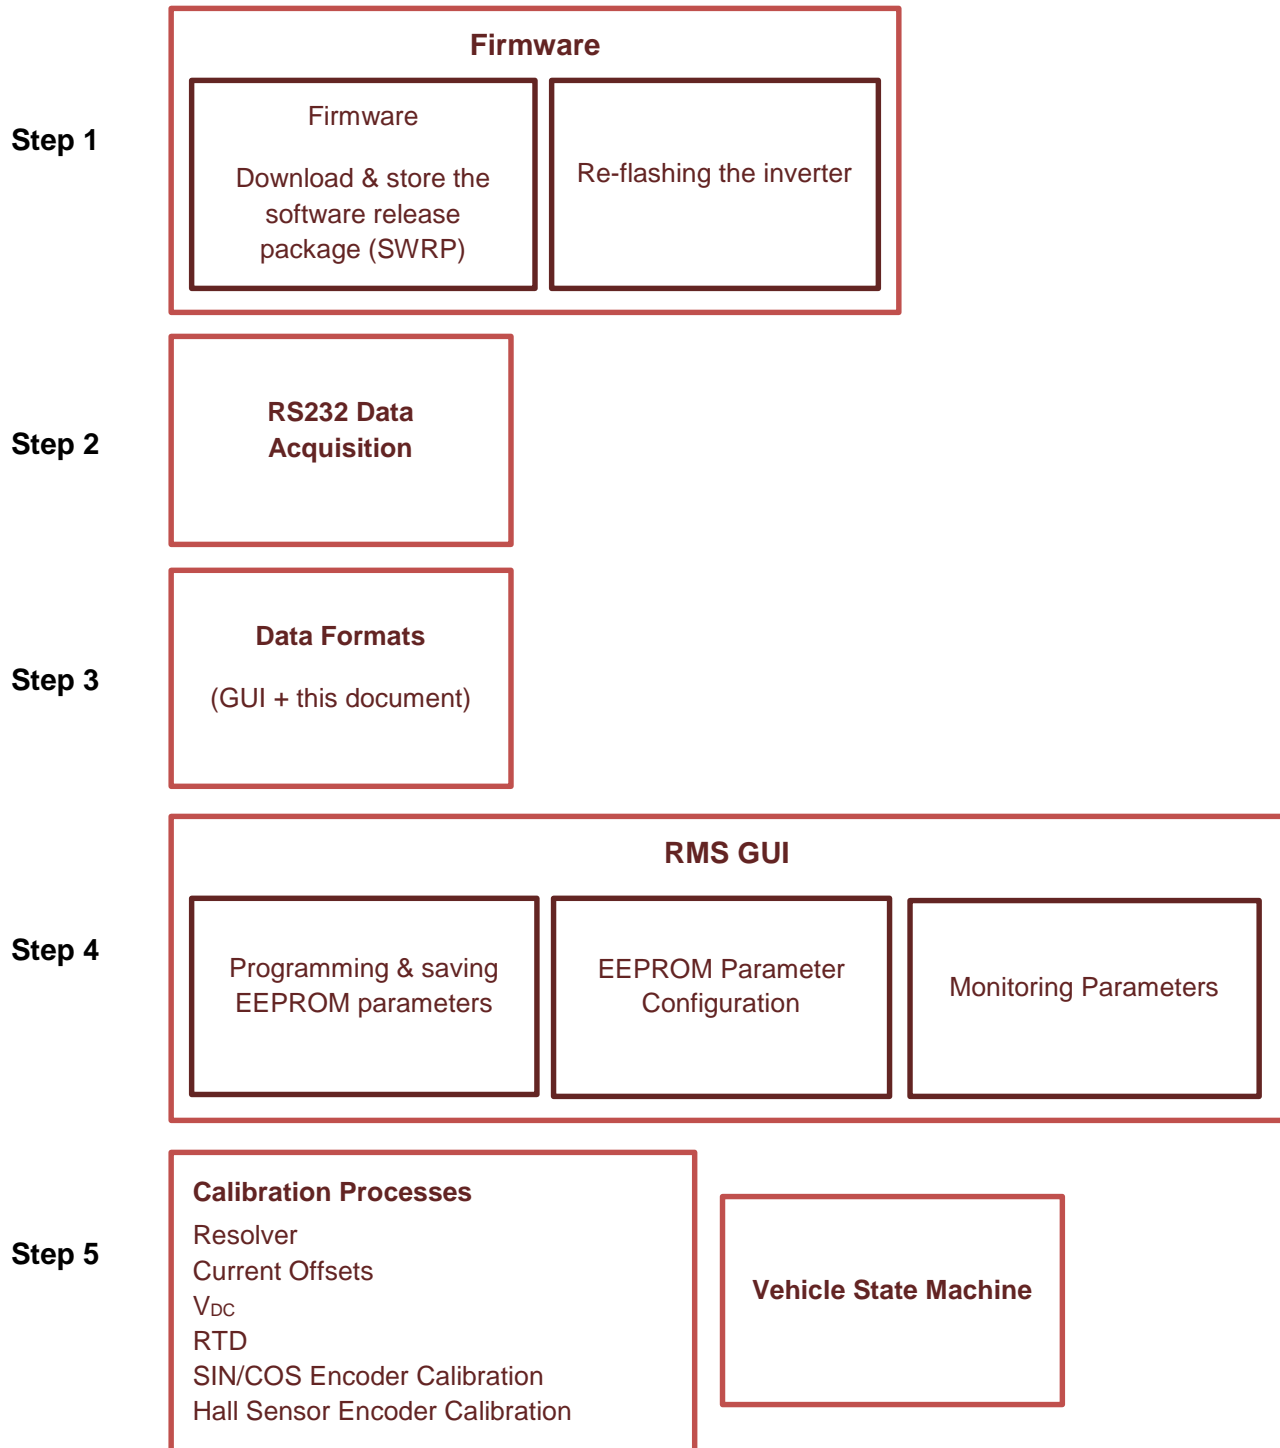 Firmware
Step 1
Firmware
Download & store the
software release
package (SWRP)
Re-flashing the inverter
Step 2
RS232 Data
Acquisition
Step 3
Data Formats
(GUI + this document)
RMS GUI
Step 4
Programming & saving
EEPROM parameters
EEPROM Parameter
Configuration
Monitoring Parameters
Step 5
Calibration Processes
Resolver
Current Offsets
VDC
RTD
SIN/COS Encoder Calibration
Hall Sensor Encoder Calibration
Vehicle State Machine